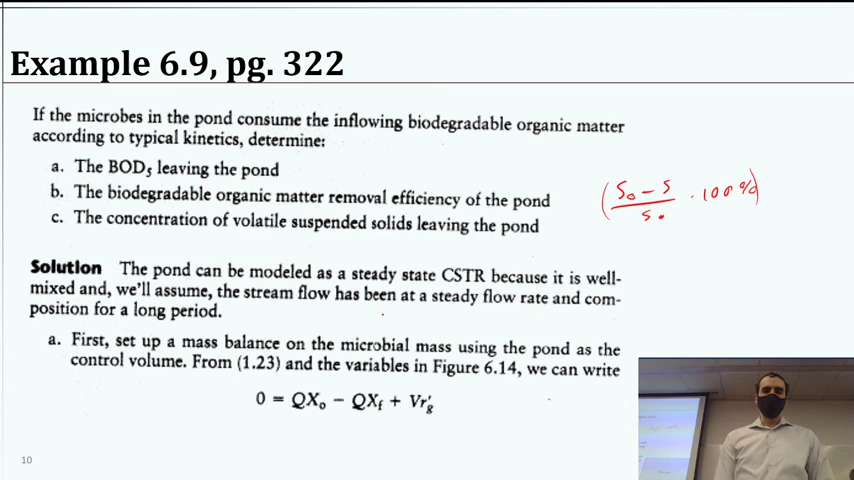 Example 6.9, pg. 322
If the microbes in the pond consume the inflowing biodegradable organic matter
according to typical kinetics, determine:
a. The BOD₅ leaving the pond
b. The biodegradable organic matter removal efficiency of the pond
c. The concentration of volatile suspended solids leaving the pond
(S₀ - S / S₀ · 100%)
Solution The pond can be modeled as a steady state CSTR because it is well-
mixed and, we'll assume, the stream flow has been at a steady flow rate and com-
position for a long period.
a. First, set up a mass balance on the microbial mass using the pond as the
control volume. From (1.23) and the variables in Figure 6.14, we can write
0 = QX₀ − QXf + Vr′g
10